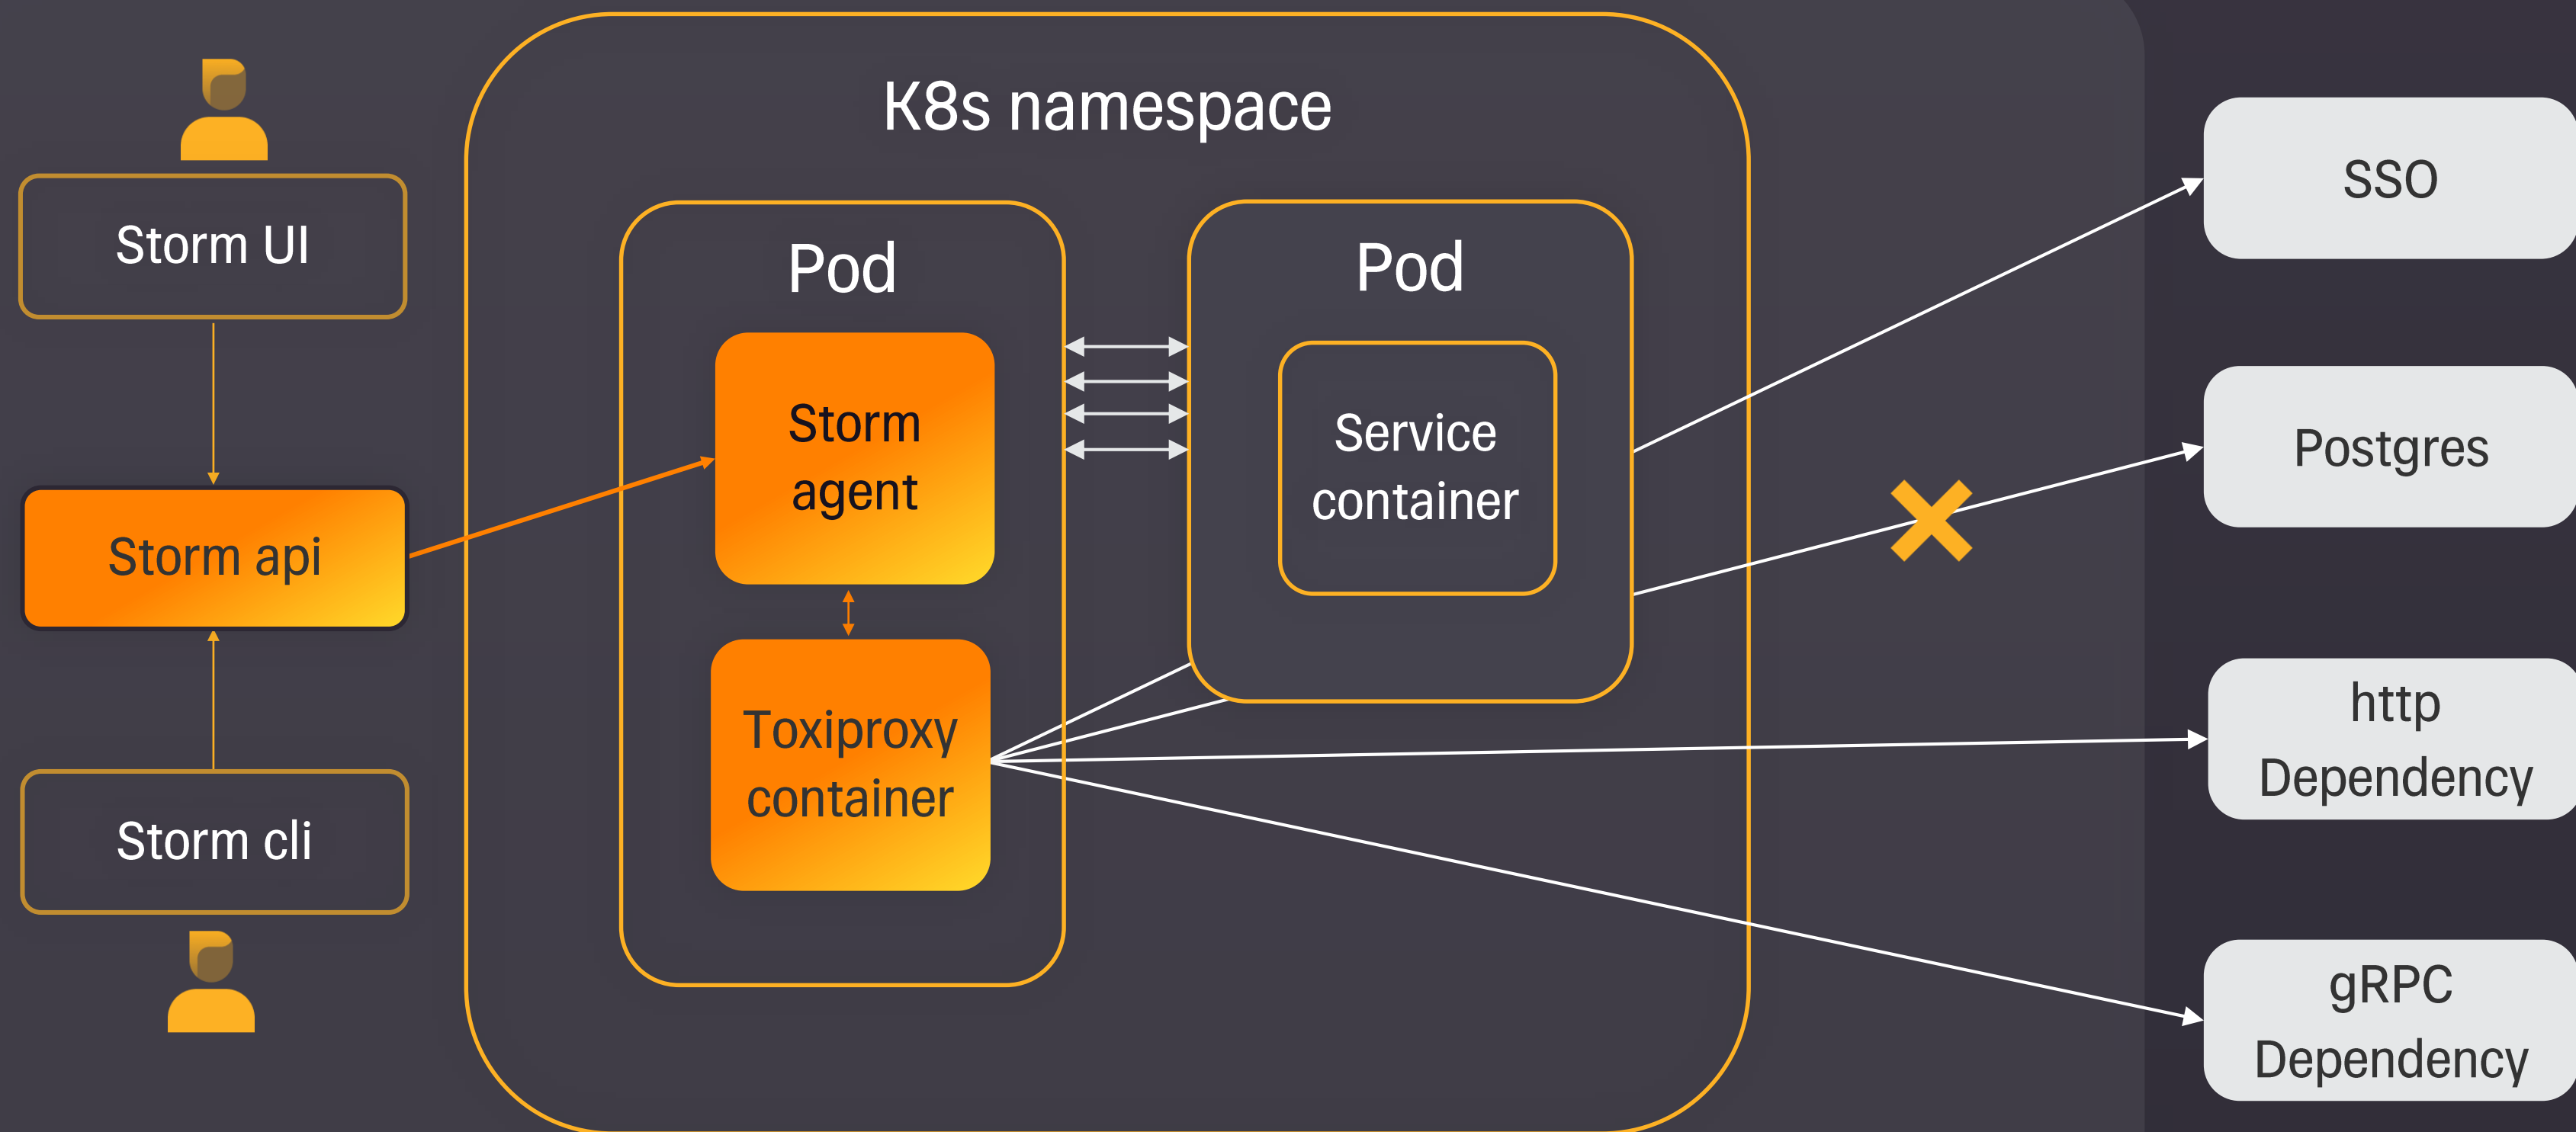 K8s namespace
Storm UI
Storm api
Storm cli
Pod
Storm
agent
Toxiproxy
container
Pod
Service
container
SSO
Postgres
http
Dependency
gRPC
Dependency